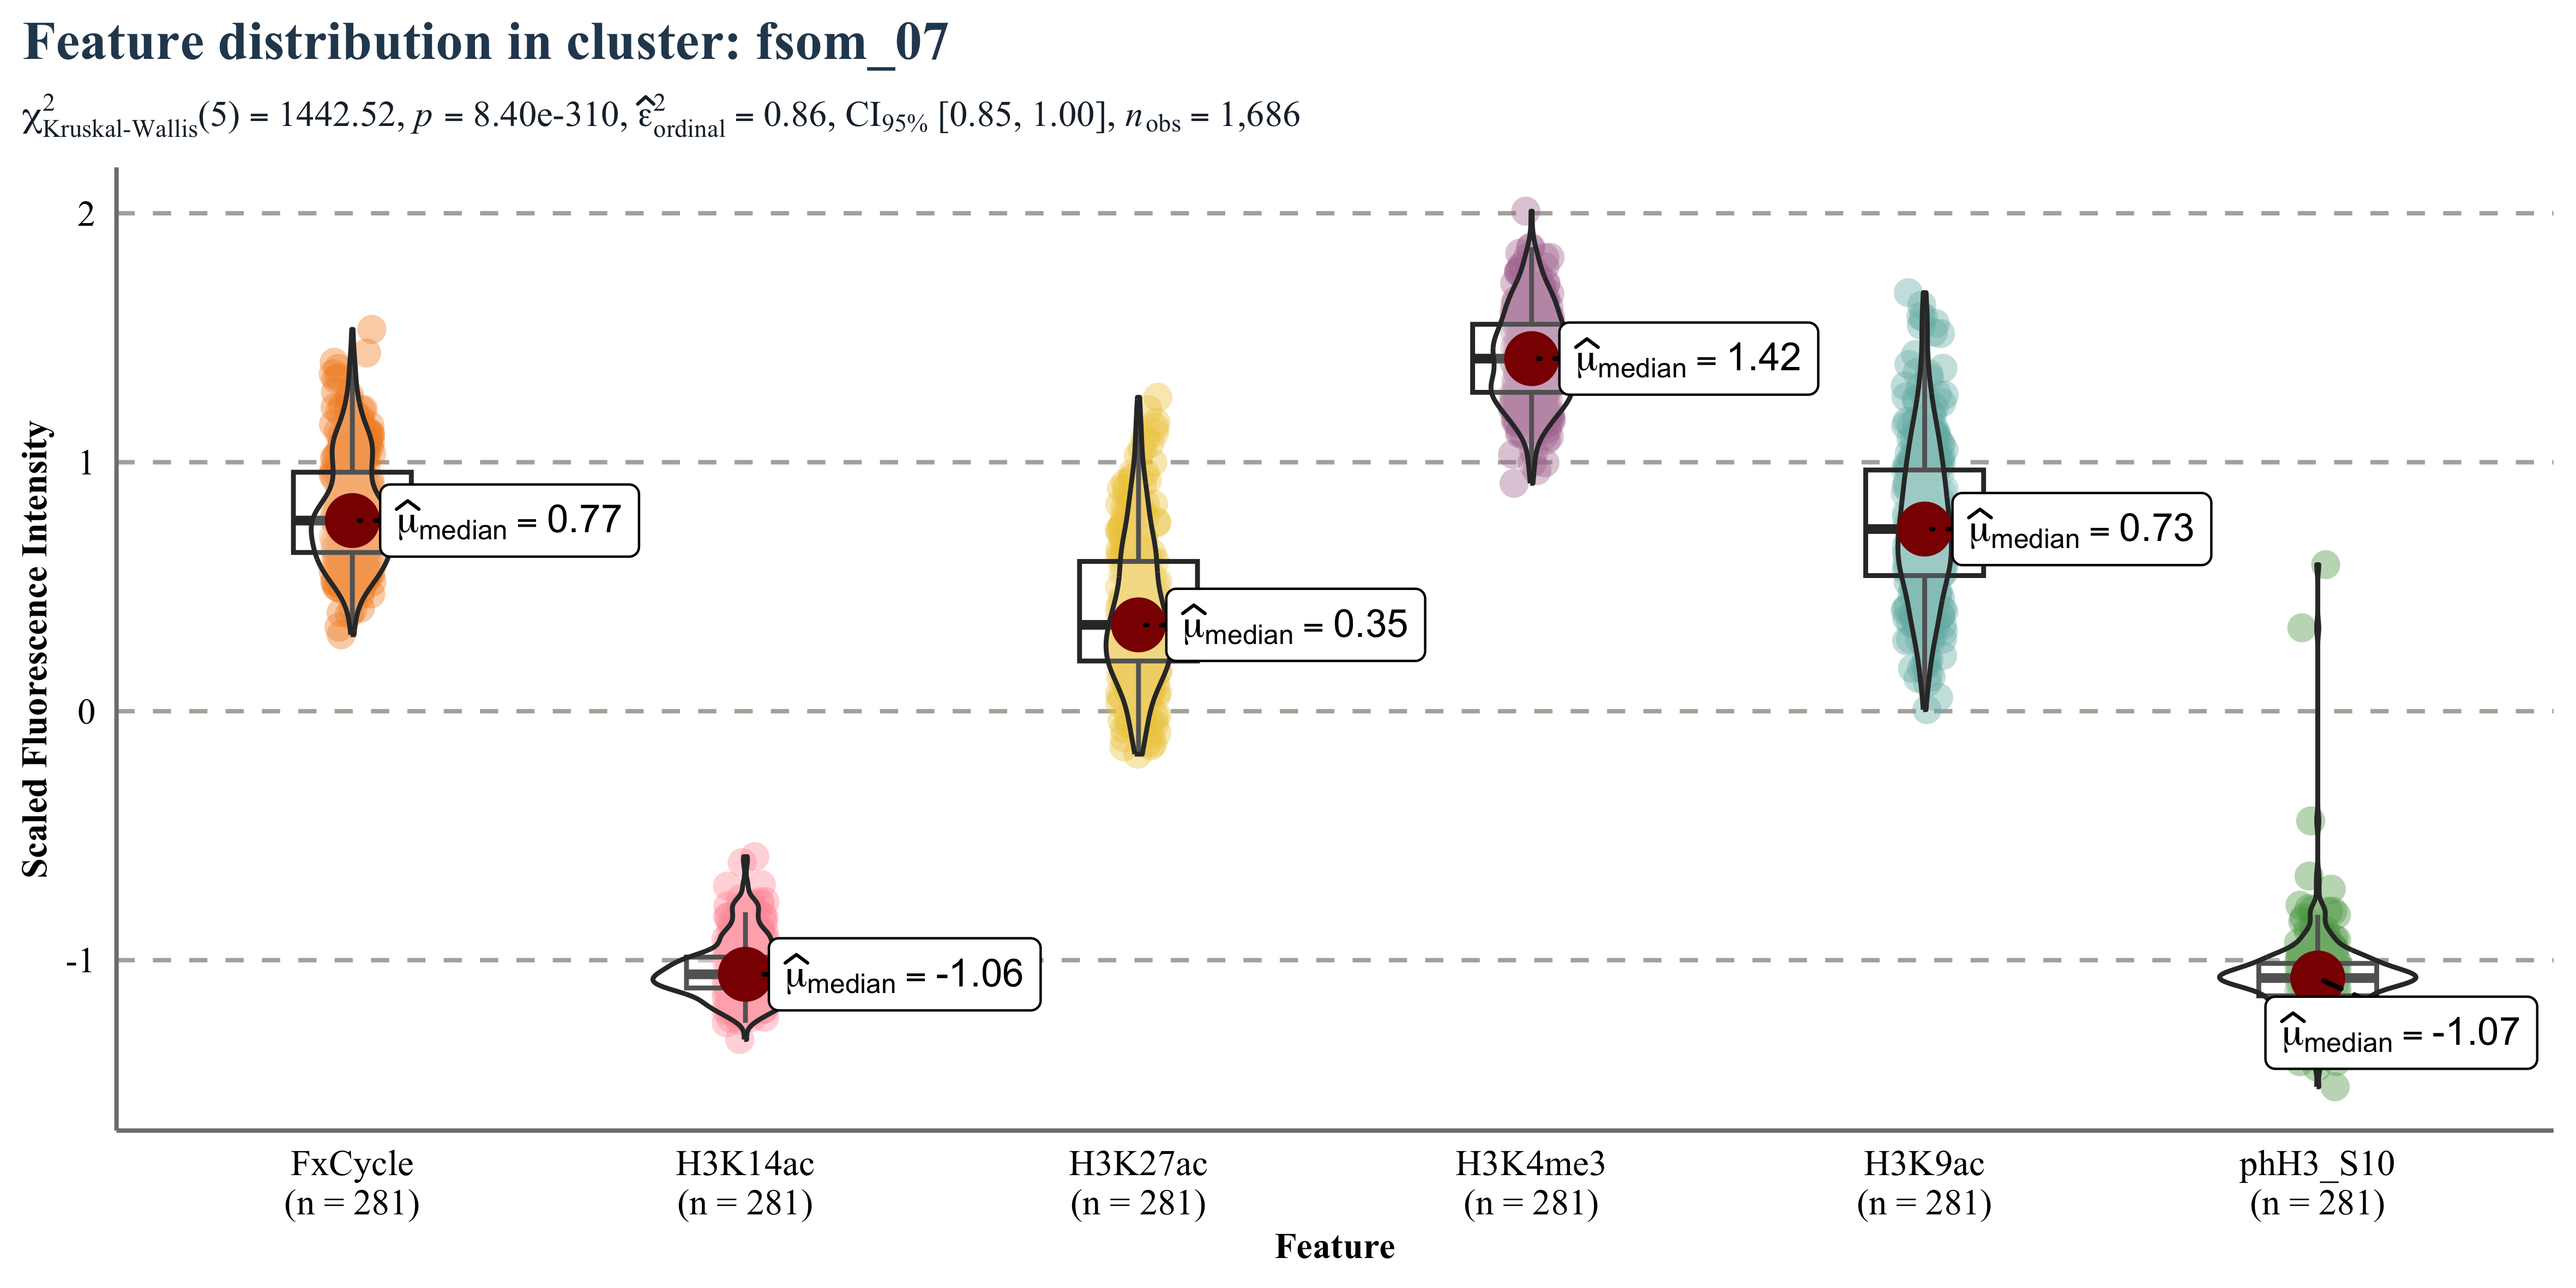 Feature distribution in cluster: fsom_07
χ²Kruskal-Wallis(5) = 1442.52, p = 8.40e-310, ε̂²ordinal = 0.86, CI95% [0.85, 1.00], nobs = 1,686
Scaled Fluorescence Intensity
2
1
0
-1
μ̂median = 0.77
μ̂median = -1.06
μ̂median = 0.35
μ̂median = 1.42
μ̂median = 0.73
μ̂median = -1.07
FxCycle
(n = 281)
H3K14ac
(n = 281)
H3K27ac
(n = 281)
H3K4me3
(n = 281)
H3K9ac
(n = 281)
phH3_S10
(n = 281)
Feature